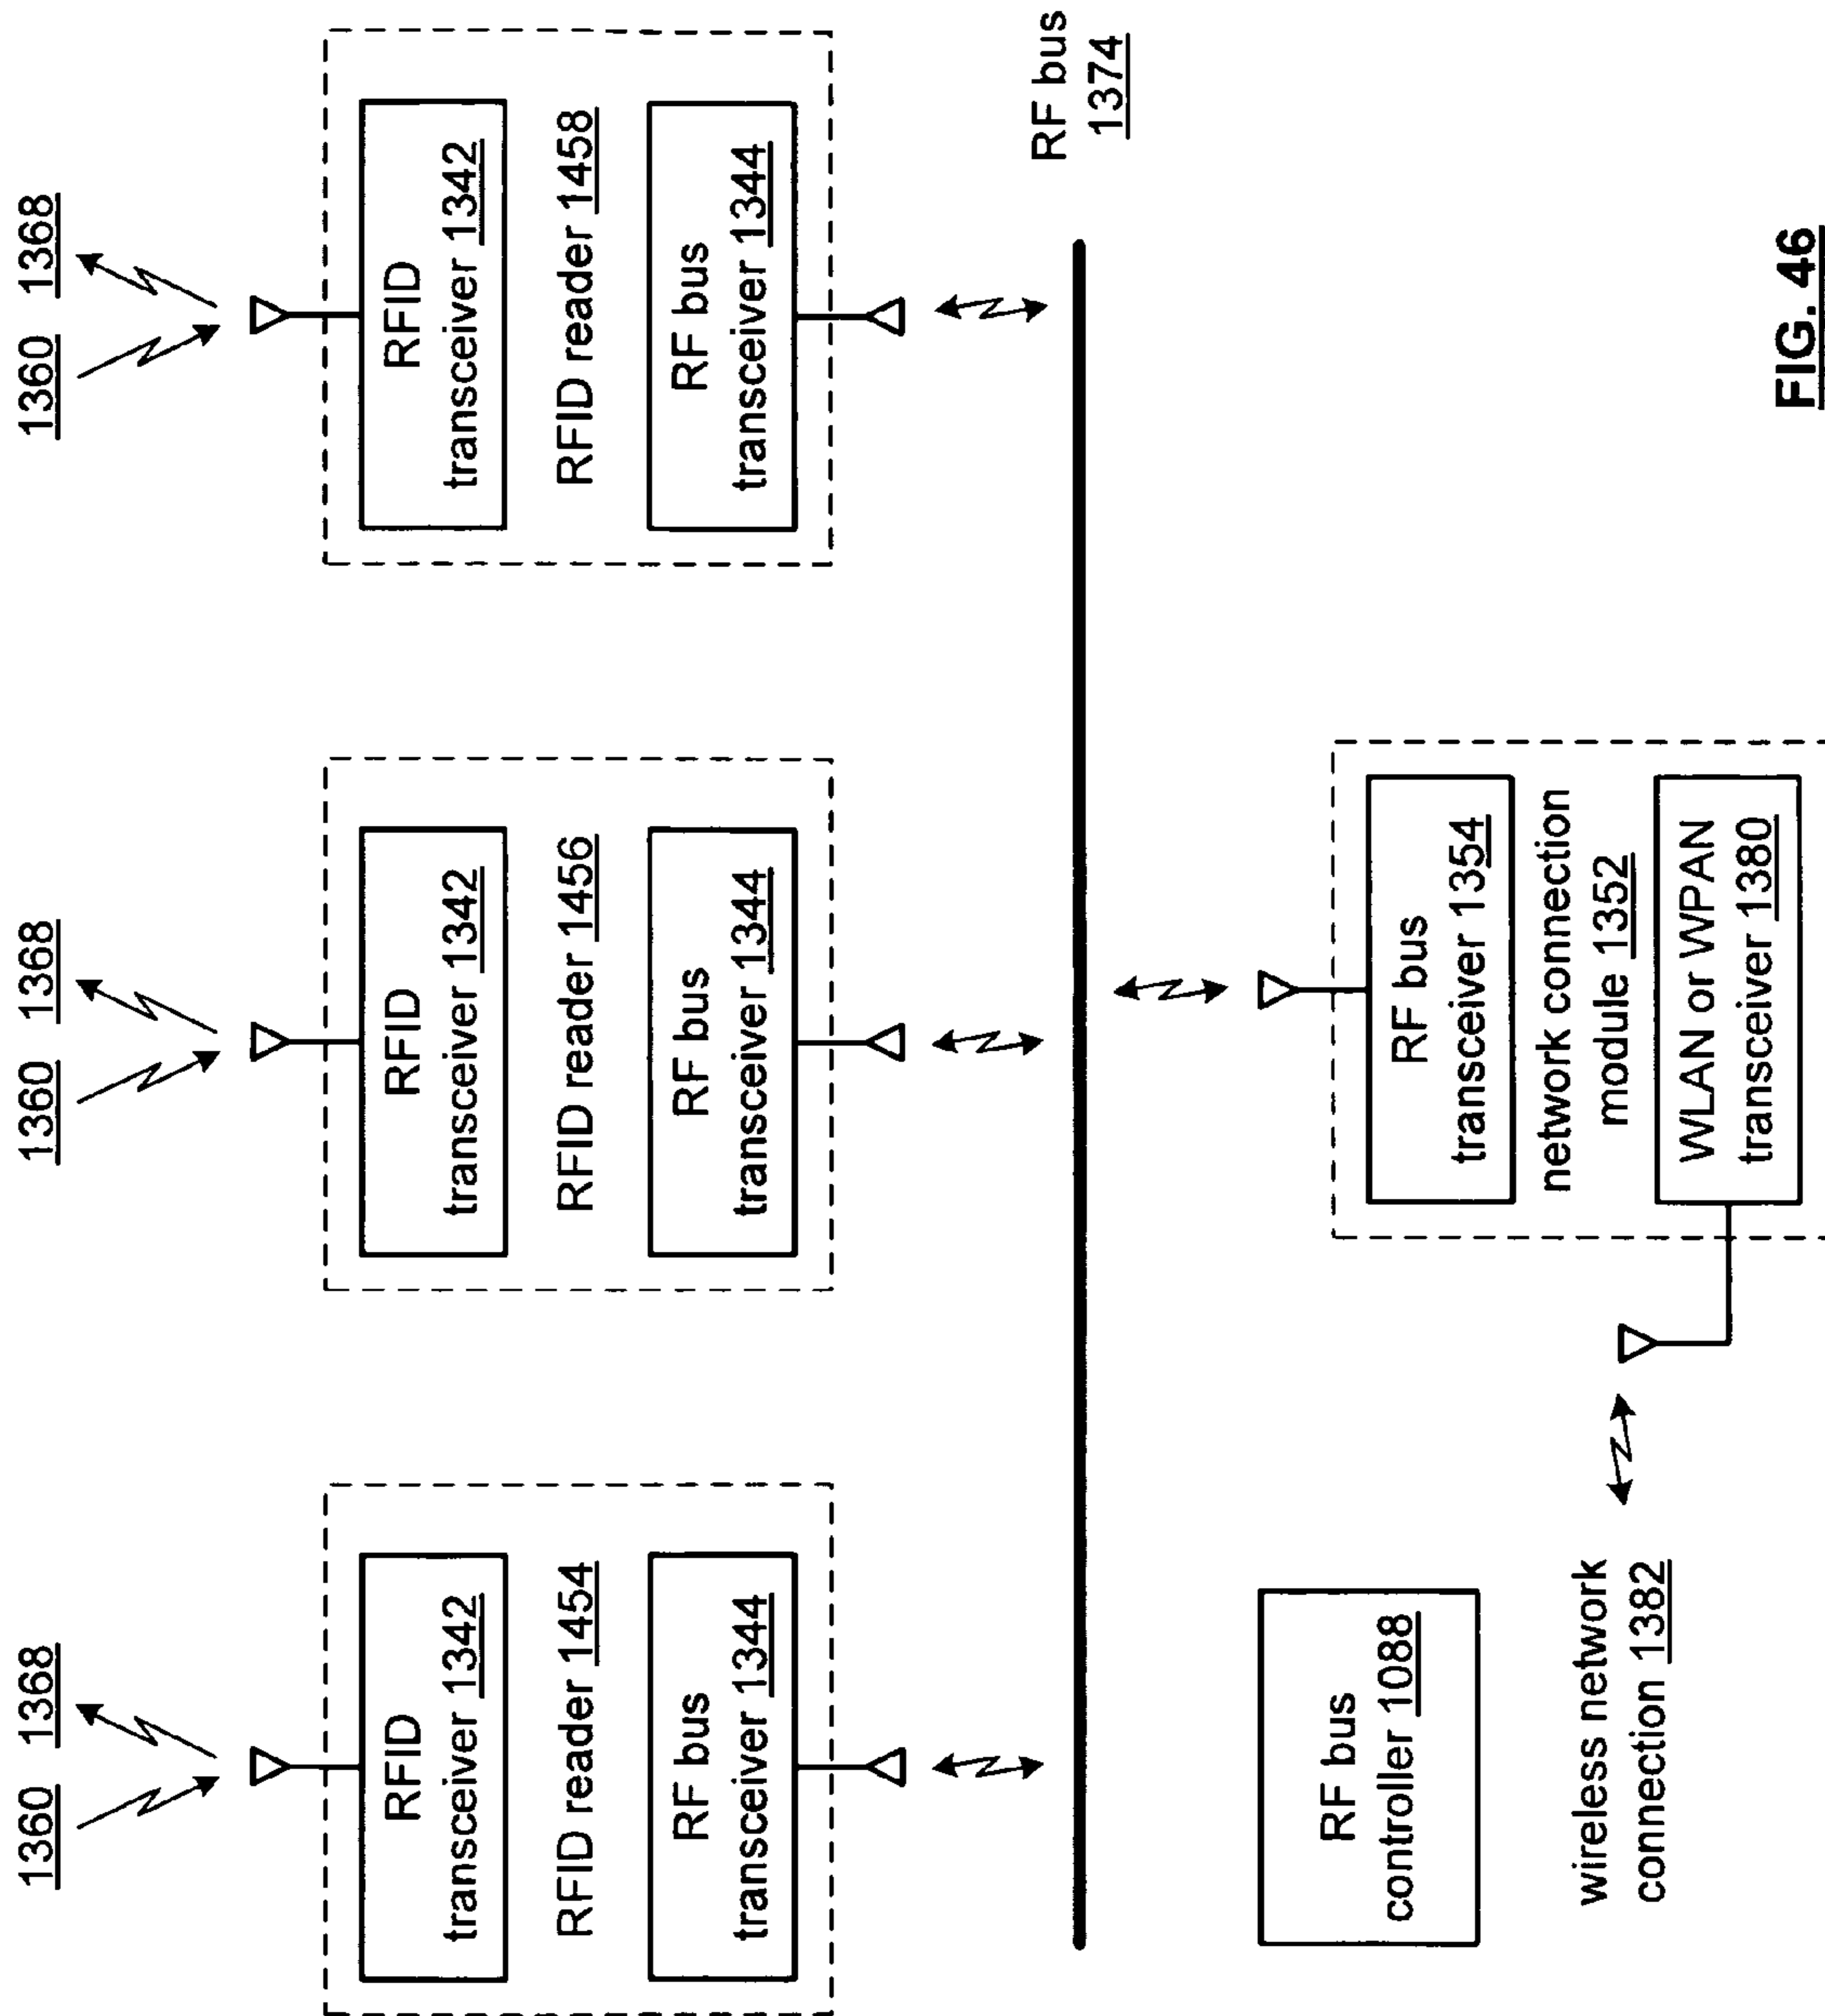 1360 1368
1360 1368
1360 1368
RFID
transceiver 1342
RFID reader 1454
RF bus
transceiver 1344
RFID
transceiver 1342
RFID reader 1456
RF bus
transceiver 1344
RFID
transceiver 1342
RFID reader 1458
RF bus
transceiver 1344
RF bus
1374
RF bus
controller 1088
RF bus
transceiver 1354
network connection
module 1352
WLAN or WPAN
transceiver 1380
wireless network
connection 1382
FIG. 46